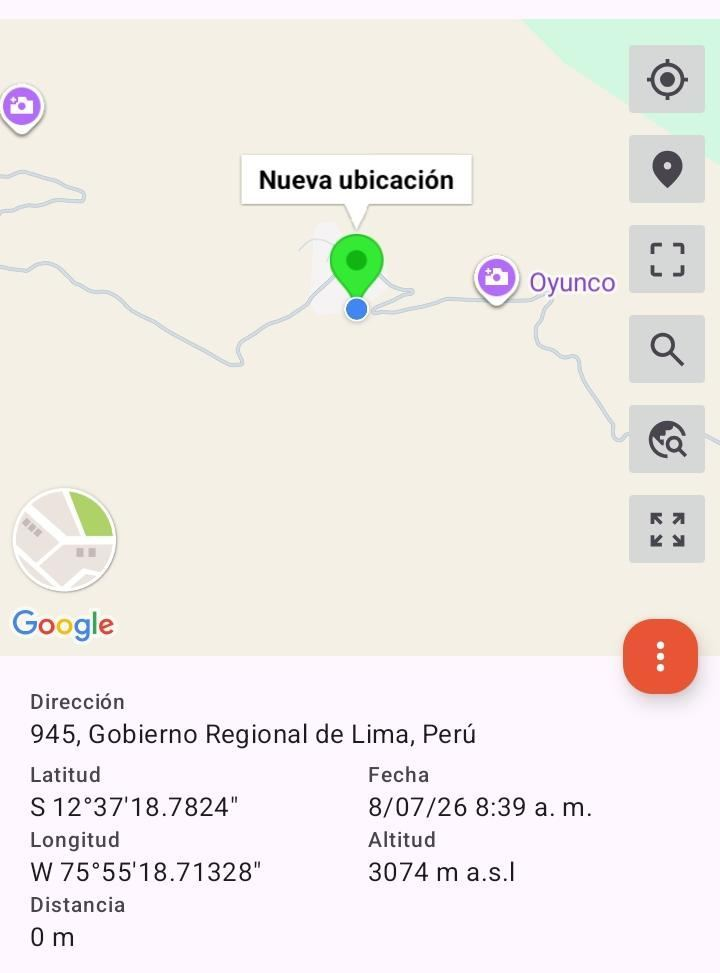 Nueva ubicación
Oyunco
Google
Dirección
945, Gobierno Regional de Lima, Perú
Latitud
S 12°37'18.7824"
Fecha
8/07/26 8:39 a. m.
Longitud
W 75°55'18.71328"
Altitud
3074 m a.s.l
Distancia
0 m